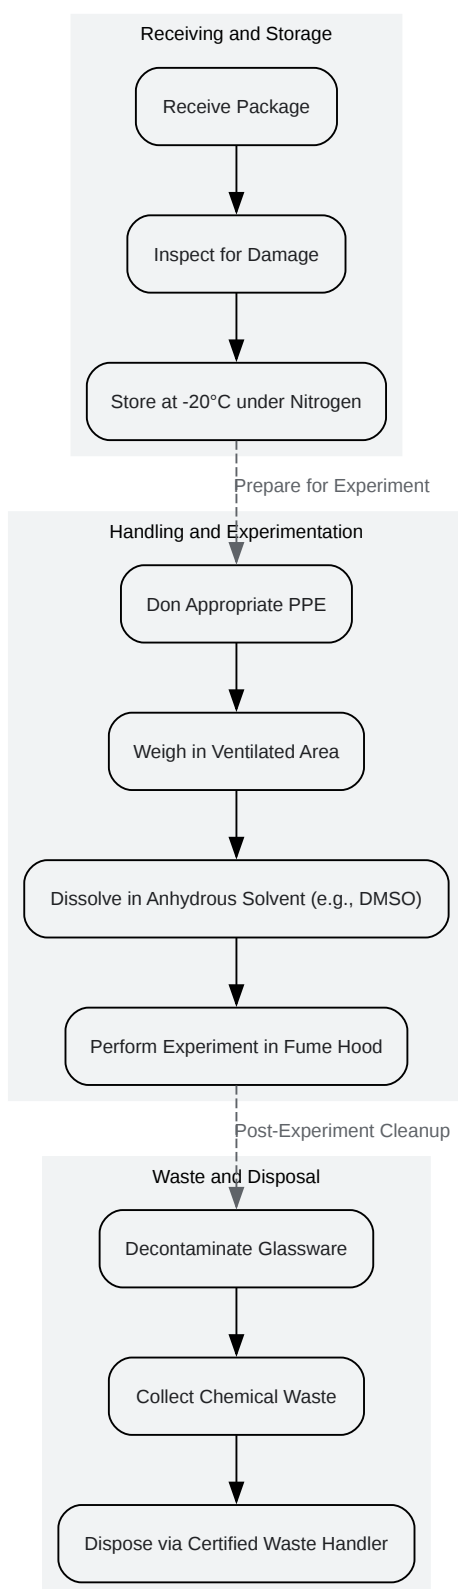 Receiving and Storage
Receive Package
Inspect for Damage
Store at -20°C under Nitrogen
Prepare for Experiment
Handling and Experimentation
Don Appropriate PPE
Weigh in Ventilated Area
Dissolve in Anhydrous Solvent (e.g., DMSO)
Perform Experiment in Fume Hood
Post-Experiment Cleanup
Waste and Disposal
Decontaminate Glassware
Collect Chemical Waste
Dispose via Certified Waste Handler